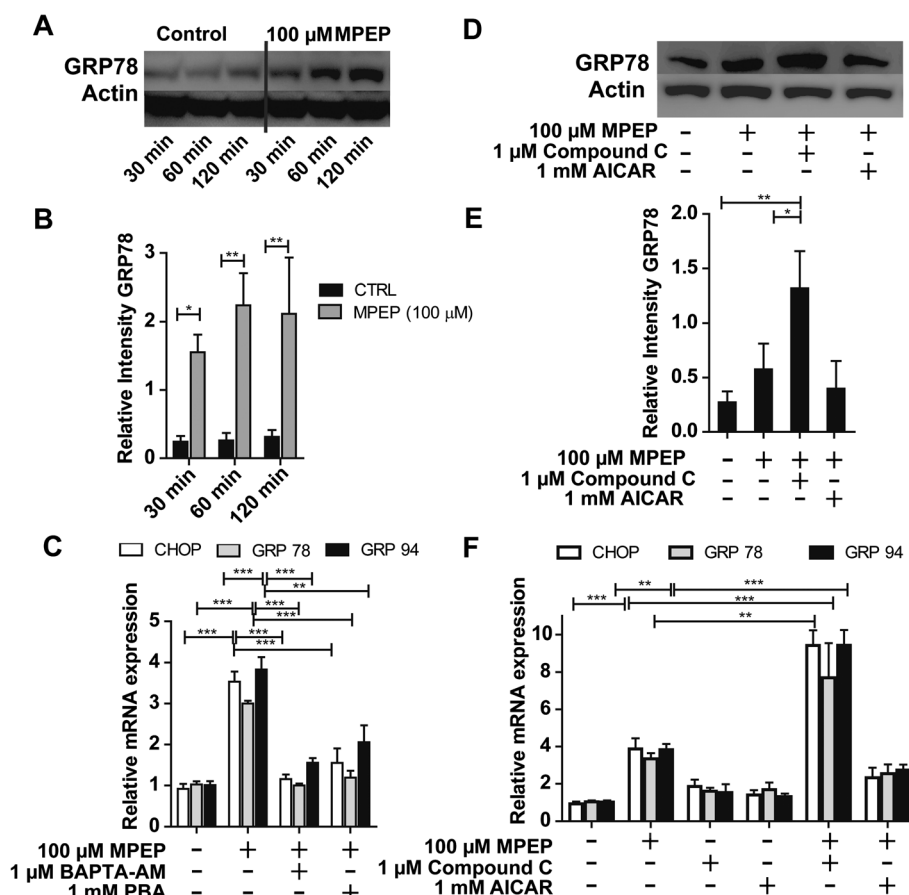 A
Control 100 µM MPEP
GRP78
Actin
30 min 60 min 120 min 30 min 60 min 120 min
B
Relative Intensity GRP78
3
2
1
0
* ** **
CTRL
MPEP (100 µM)
30 min 60 min 120 min
C
CHOP GRP 78 GRP 94
Relative mRNA expression
5
4
3
2
1
0
*** ***
**
*** ***
***
*** ***
***
100 µM MPEP - + + +
1 µM BAPTA-AM - - + -
1 mM PBA - - - +
D
GRP78
Actin
100 µM MPEP - + + +
1 µM Compound C - - + -
1 mM AICAR - - - +
E
Relative Intensity GRP78
2.0
1.5
1.0
0.5
0.0
**
*
100 µM MPEP - + + +
1 µM Compound C - - + -
1 mM AICAR - - - +
F
CHOP GRP 78 GRP 94
Relative mRNA expression
10
8
6
4
2
0
** ***
*** ***
**
100 µM MPEP - + - - + +
1 µM Compound C - - + - + -
1 mM AICAR - - - + - +